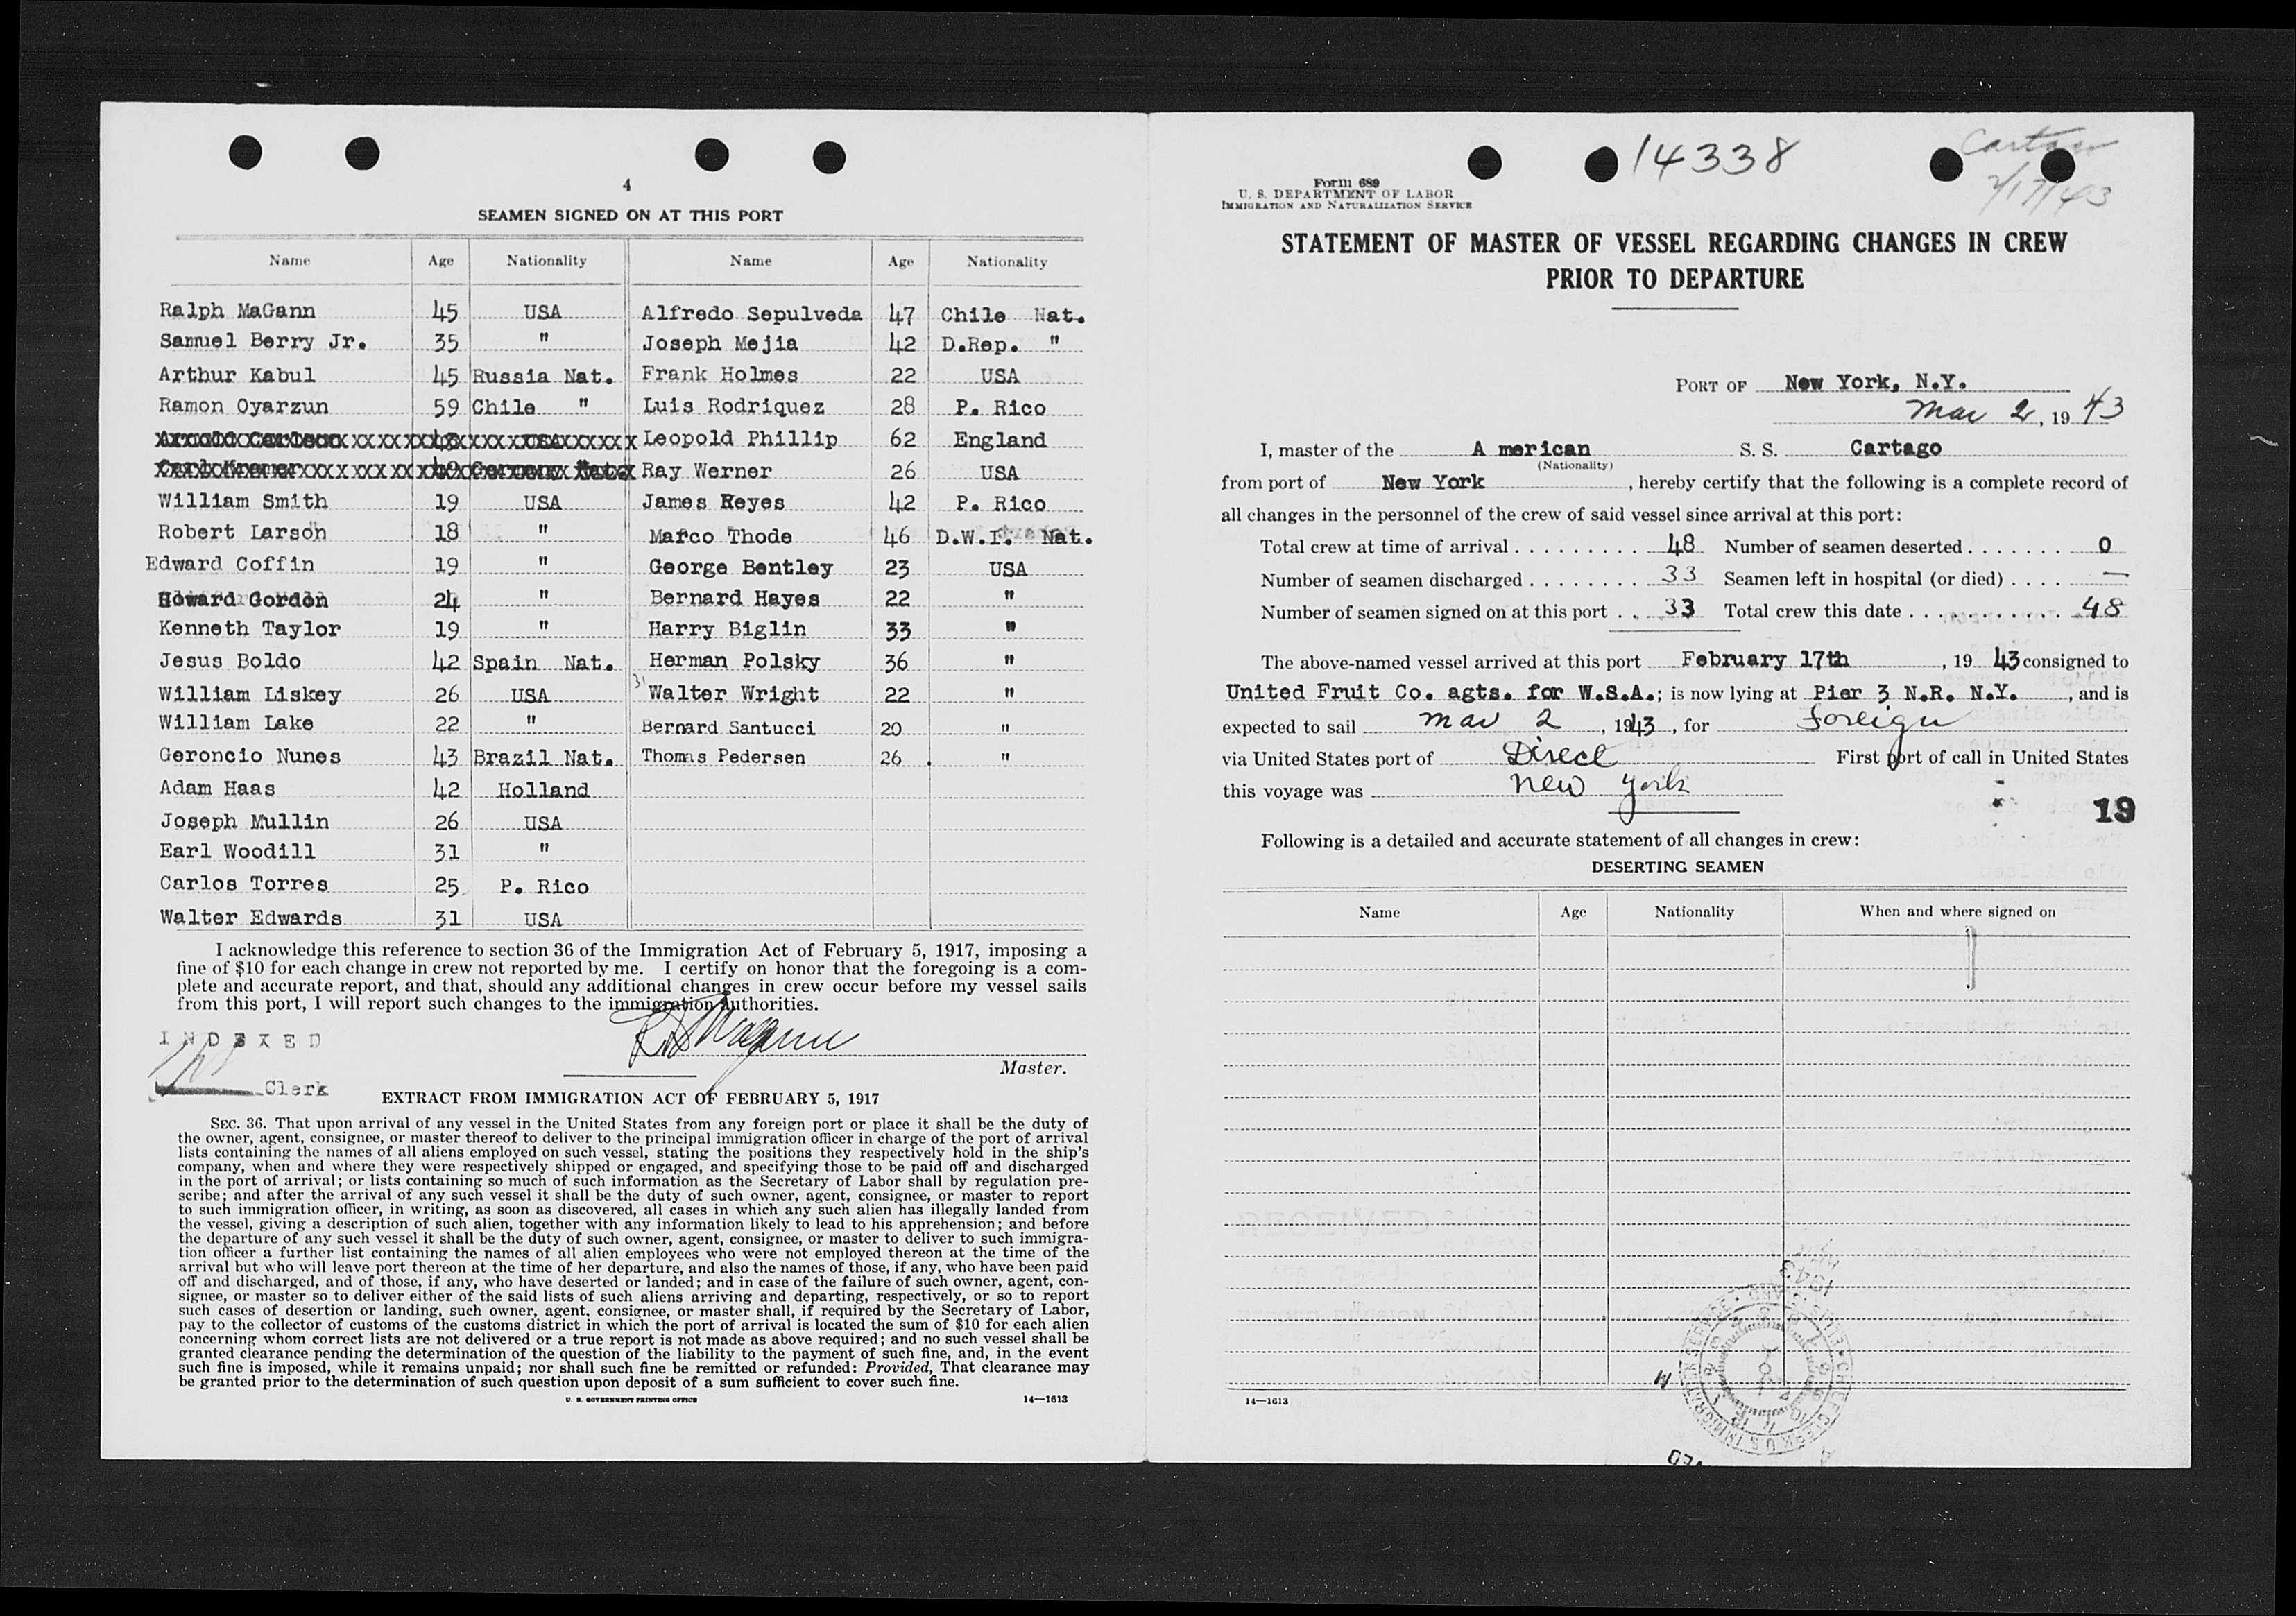 4
SEAMEN SIGNED ON AT THIS PORT
Name Age Nationality Name Age Nationality
Ralph MaGann 45 USA Alfredo Sepulveda 47 Chile Nat.
Samuel Berry Jr. 35 " Joseph Mejia 42 D.Rep. "
Arthur Kabul 45 Russia Nat. Frank Holmes 22 USA
Ramon Oyarzun 59 Chile " Luis Rodriquez 28 P. Rico
Leopold Phillip 62 England
Ray Werner 26 USA
William Smith 19 USA James Reyes 42 P. Rico
Robert Larson 18 " Marco Thode 46 D.W.I. Nat.
Edward Coffin 19 " George Bentley 23 USA
Howard Gordon 24 " Bernard Hayes 22 "
Kenneth Taylor 19 " Harry Biglin 33 "
Jesus Boldo 42 Spain Nat. Herman Polsky 36 "
William Liskey 26 USA 31 Walter Wright 22 "
William Lake 22 " Bernard Santucci 20 "
Geroncio Nunes 43 Brazil Nat. Thomas Pedersen 26 "
Adam Haas 42 Holland
Joseph Mullin 26 USA
Earl Woodill 31 "
Carlos Torres 25 P. Rico
Walter Edwards 31 USA
I acknowledge this reference to section 36 of the Immigration Act of February 5, 1917, imposing a
fine of $10 for each change in crew not reported by me. I certify on honor that the foregoing is a com-
plete and accurate report, and that, should any additional changes in crew occur before my vessel sails
from this port, I will report such changes to the immigration authorities.
INDEXED
Master.
Clerk
EXTRACT FROM IMMIGRATION ACT OF FEBRUARY 5, 1917
SEC. 36. That upon arrival of any vessel in the United States from any foreign port or place it shall be the duty of
the owner, agent, consignee, or master thereof to deliver to the principal immigration officer in charge of the port of arrival
lists containing the names of all aliens employed on such vessel, stating the positions they respectively hold in the ship's
company, when and where they were respectively shipped or engaged, and specifying those to be paid off and discharged
in the port of arrival; or lists containing so much of such information as the Secretary of Labor shall by regulation pre-
scribe; and after the arrival of any such vessel it shall be the duty of such owner, agent, consignee, or master to report
to such immigration officer, in writing, as soon as discovered, all cases in which any such alien has illegally landed from
the vessel, giving a description of such alien, together with any information likely to lead to his apprehension; and before
the departure of any such vessel it shall be the duty of such owner, agent, consignee, or master to deliver to such immigra-
tion officer a further list containing the names of all alien employees who were not employed thereon at the time of the
arrival but who will leave port thereon at the time of her departure, and also the names of those, if any, who have been paid
off and discharged, and of those, if any, who have deserted or landed; and in case of the failure of such owner, agent, con-
signee, or master so to deliver either of the said lists of such aliens arriving and departing, respectively, or so to report
such cases of desertion or landing, such owner, agent, consignee, or master shall, if required by the Secretary of Labor,
pay to the collector of customs of the customs district in which the port of arrival is located the sum of $10 for each alien
concerning whom correct lists are not delivered or a true report is not made as above required; and no such vessel shall be
granted clearance pending the determination of the question of the liability to the payment of such fine, and, in the event
such fine is imposed, while it remains unpaid; nor shall such fine be remitted or refunded: Provided, That clearance may
be granted prior to the determination of such question upon deposit of a sum sufficient to cover such fine.
U. S. GOVERNMENT PRINTING OFFICE 14—1613
14338
2/17/43
Form 689
U. S. DEPARTMENT OF LABOR
IMMIGRATION AND NATURALIZATION SERVICE
STATEMENT OF MASTER OF VESSEL REGARDING CHANGES IN CREW
PRIOR TO DEPARTURE
PORT OF New York, N.Y.
Mar 2, 1943
I, master of the A merican S. S. Cartago
(Nationality)
from port of New York, hereby certify that the following is a complete record of
all changes in the personnel of the crew of said vessel since arrival at this port:
Total crew at time of arrival 48 Number of seamen deserted 0
Number of seamen discharged 33 Seamen left in hospital (or died) —
Number of seamen signed on at this port 33 Total crew this date 48
The above-named vessel arrived at this port February 17th, 1943 consigned to
United Fruit Co. agts. for W.S.A.; is now lying at Pier 3 N.R. N.Y., and is
expected to sail Mar 2, 1943, for foreign
via United States port of Direct First port of call in United States
this voyage was New York
19
Following is a detailed and accurate statement of all changes in crew:
DESERTING SEAMEN
Name Age Nationality When and where signed on
14—1613